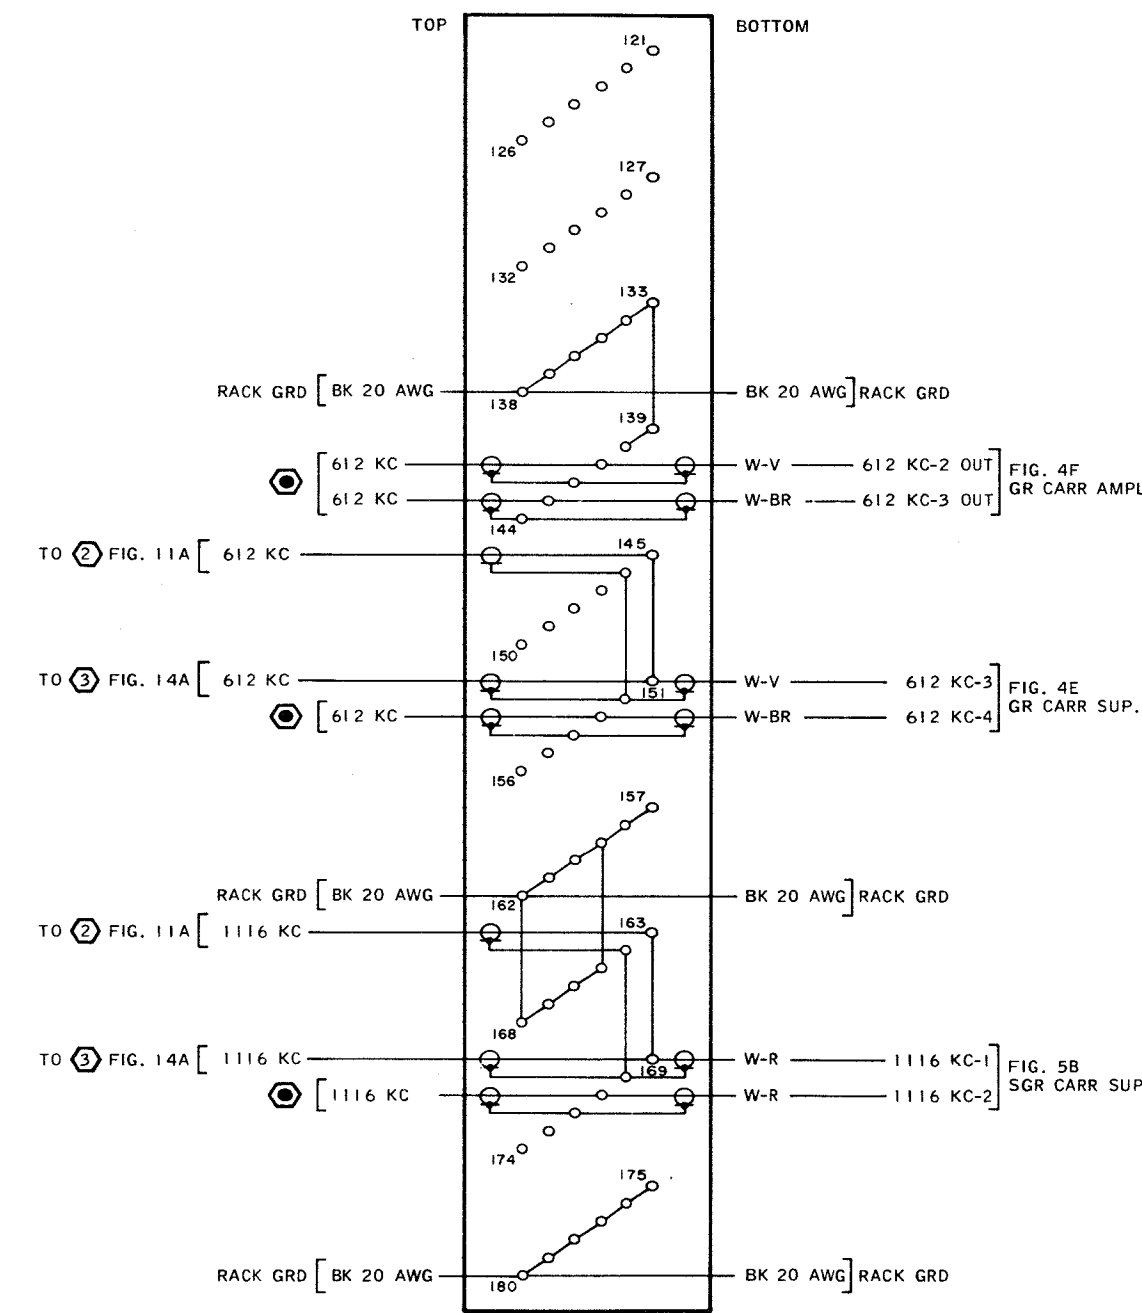 TOP BOTTOM
121
126
127
132
133
RACK GRD [ BK 20 AWG BK 20 AWG ] RACK GRD
138
139
612 KC W-V 612 KC-2 OUT FIG. 4F
GR CARR AMPL
612 KC W-BR 612 KC-3 OUT
144
TO 2 FIG. 11A [ 612 KC 145
150
TO 3 FIG. 14A [ 612 KC W-V 612 KC-3 FIG. 4E
151 GR CARR SUP.
[ 612 KC W-BR 612 KC-4
156
157
RACK GRD [ BK 20 AWG BK 20 AWG ] RACK GRD
162
TO 2 FIG. 11A [ 1116 KC 163
168
TO 3 FIG. 14A [ 1116 KC W-R 1116 KC-1 FIG. 5B
169 SGR CARR SUP
[ 1116 KC W-R 1116 KC-2
174
175
RACK GRD [ BK 20 AWG BK 20 AWG ] RACK GRD
180